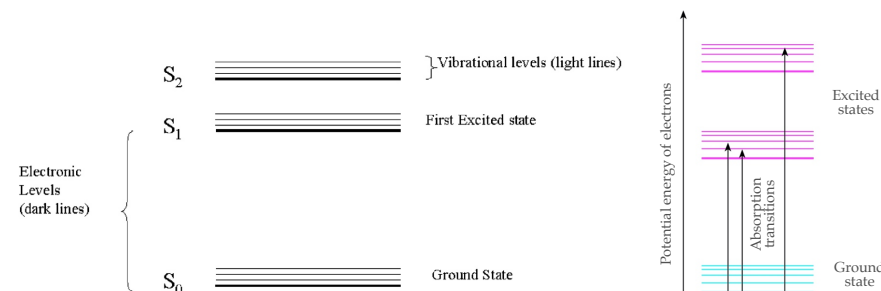 S2
Vibrational levels (light lines)
S1
First Excited state
Electronic
Levels
(dark lines)
S0
Ground State
Potential energy of electrons
Absorption
transitions
Excited
states
Ground
state